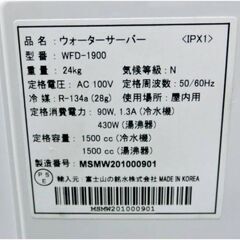 品名：ウォーターサーバー 〈IPX1〉
型番：WFD-1900
重量：24kg 気候等級：N
定格電圧：AC 100V 定格周波数：50/60Hz
冷媒：R-134a (28g) 使用場所：屋内用
定格消費電力：90W, 1.3A (冷水機)
430W (湯沸器)
定格容量：1500 cc (冷水機)
1500 cc (湯沸器)
製造番号：MSMW201000901
PSE
輸入元：富士山の銘水株式会社 MADE IN KOREA
MSMW201000901